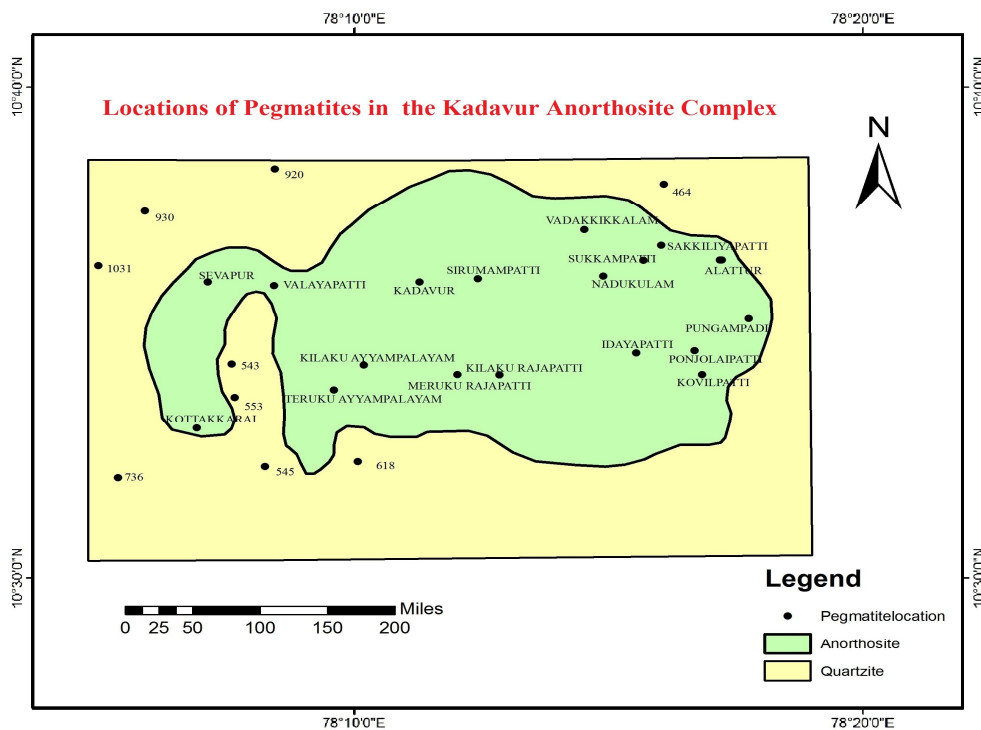 78°10'0"E
78°20'0"E
10°40'0"N
10°40'0"N
Locations of Pegmatites in the Kadavur Anorthosite Complex
N
920
464
930
VADAKKIKKALAM
SAKKILIYAPATTI
1031
SUKKAMPATTI
ALATTUR
SEVAPUR
SIRUMAMPATTI
VALAYAPATTI
KADAVUR
NADUKULAM
PUNGAMPADI
IDAYAPATTI
KILAKU AYYAMPALAYAM
PONJOLAIPATTI
543
KILAKU RAJAPATTI
MERUKU RAJAPATTI
KOVILPATTI
TERUKU AYYAMPALAYAM
553
KOTTAKKARAI
618
545
736
10°30'0"N
10°30'0"N
Legend
Pegmatitelocation
Anorthosite
Quartzite
Miles
0 25 50 100 150 200
78°10'0"E
78°20'0"E